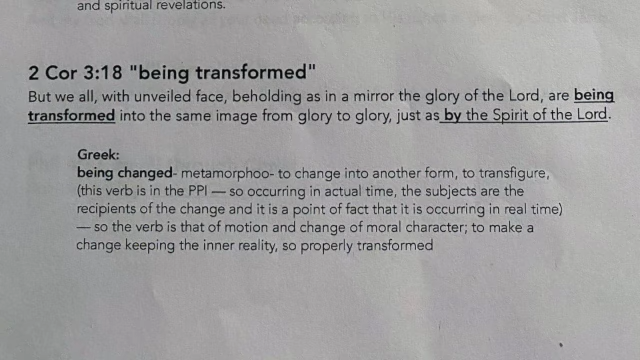 and spiritual revelations.
2 Cor 3:18 "being transformed"
But we all, with unveiled face, beholding as in a mirror the glory of the Lord, are being
transformed into the same image from glory to glory, just as by the Spirit of the Lord.
Greek:
being changed- metamorphoo- to change into another form, to transfigure,
(this verb is in the PPI — so occurring in actual time, the subjects are the
recipients of the change and it is a point of fact that it is occurring in real time)
— so the verb is that of motion and change of moral character; to make a
change keeping the inner reality, so properly transformed